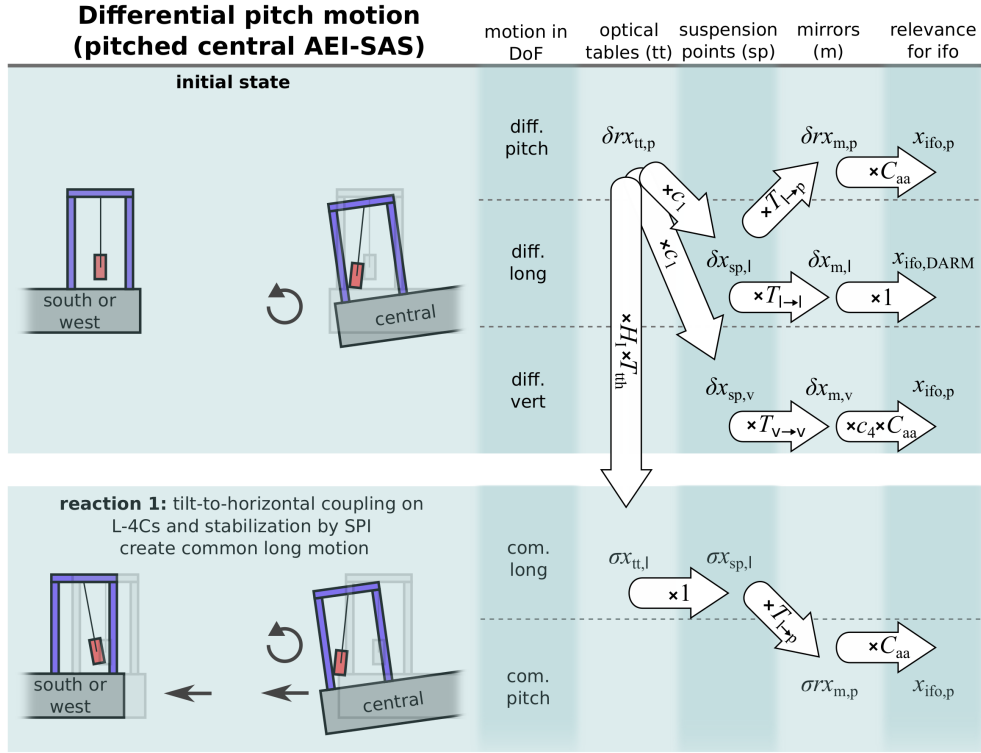 Differential pitch motion
(pitched central AEI-SAS)
motion in
DoF
optical
tables (tt)
suspension
points (sp)
mirrors
(m)
relevance
for ifo
initial state
diff.
pitch
δrx_tt,p
δrx_m,p
x_ifo,p
×c_1
×T_l→p
×C_aa
×c_1
diff.
long
δx_sp,l
δx_m,l
x_ifo,DARM
×T_l→l
×1
south or
west
central
×H_1×T_tth
diff.
vert
δx_sp,v
δx_m,v
x_ifo,p
×T_v→v
×c_4×C_aa
reaction 1: tilt-to-horizontal coupling on
L-4Cs and stabilization by SPI
create common long motion
com.
long
σx_tt,l
σx_sp,l
×1
×T_l→p
×C_aa
com.
pitch
σrx_m,p
x_ifo,p
south or
west
central